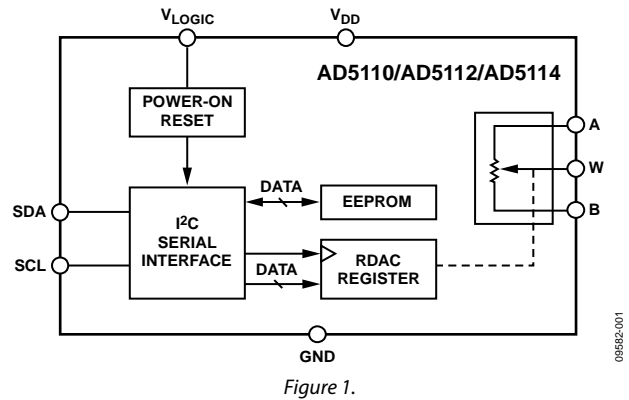 VLOGIC
VDD
AD5110/AD5112/AD5114
POWER-ON
RESET
A
W
B
SDA
SCL
I2C
SERIAL
INTERFACE
DATA
EEPROM
DATA
RDAC
REGISTER
GND
09582-001
Figure 1.